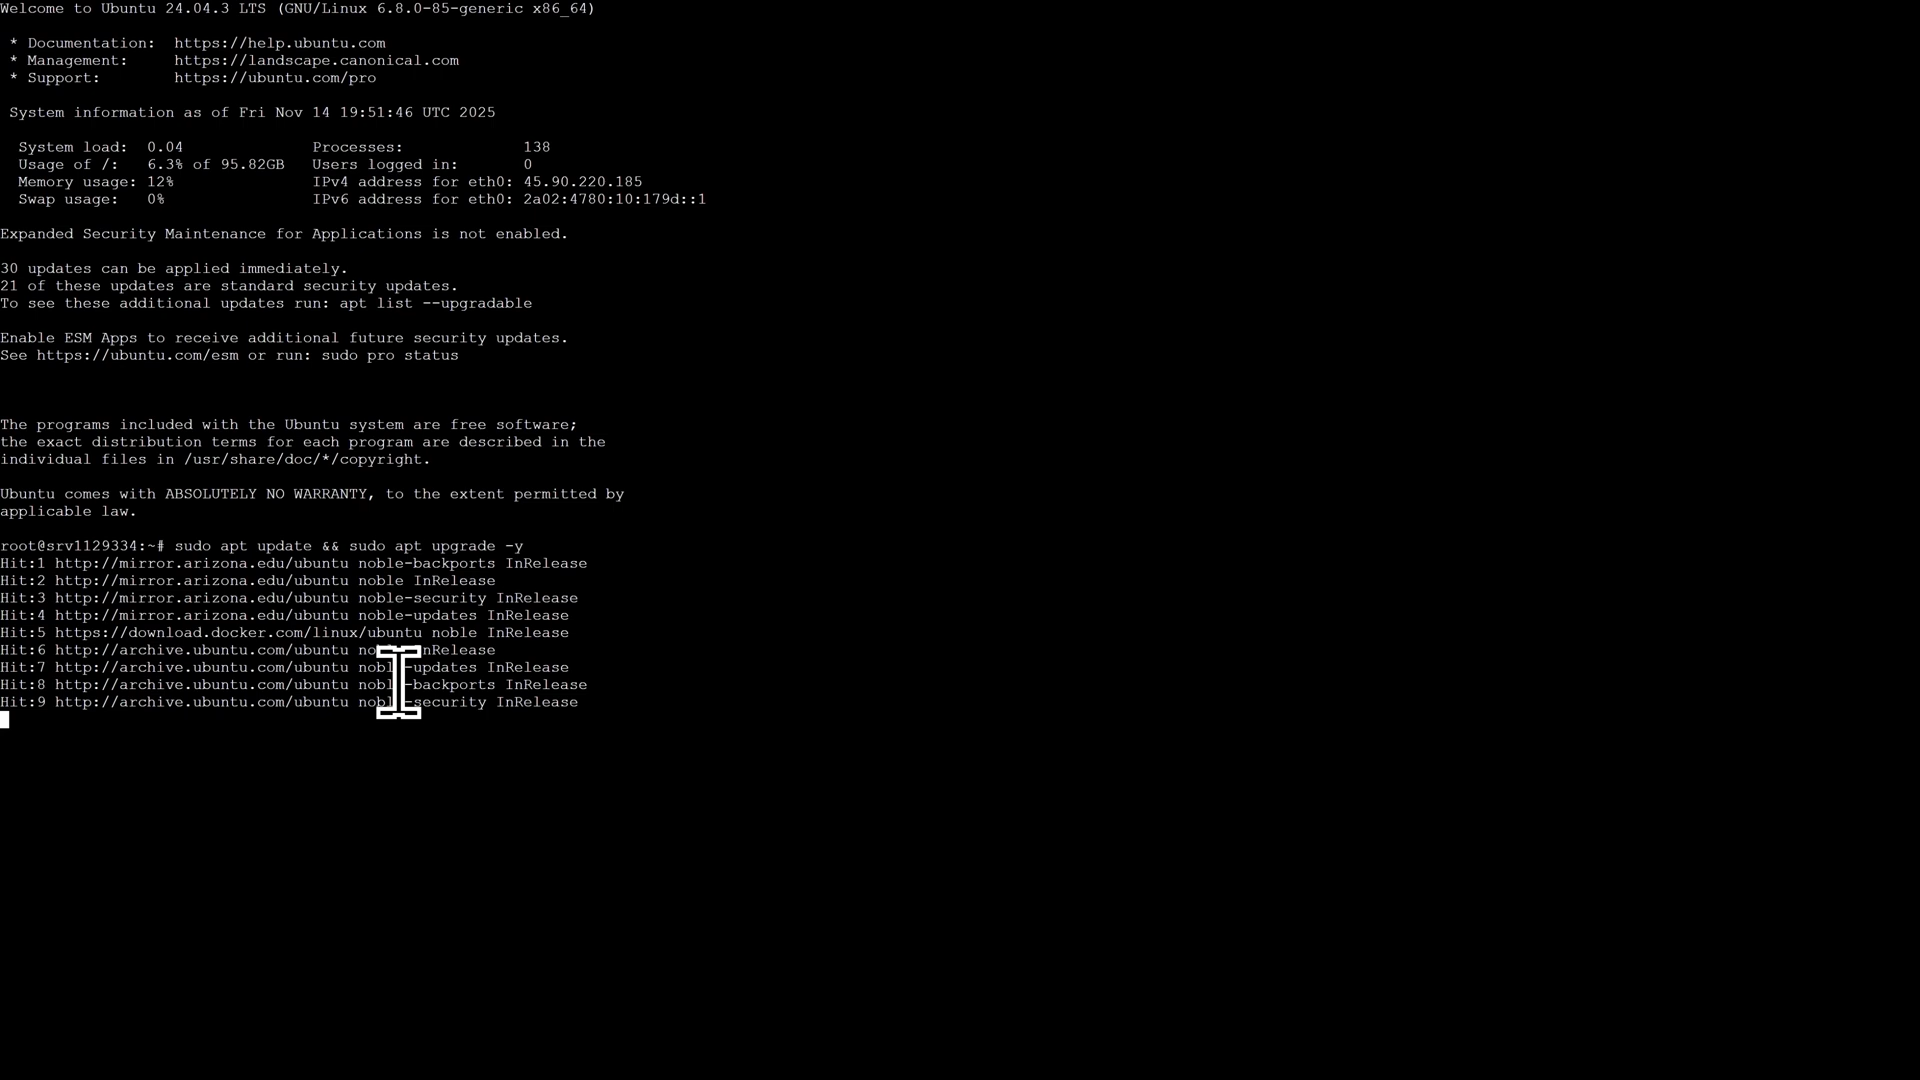 Welcome to Ubuntu 24.04.3 LTS (GNU/Linux 6.8.0-85-generic x86_64)
* Documentation:  https://help.ubuntu.com
* Management:     https://landscape.canonical.com
* Support:        https://ubuntu.com/pro
System information as of Fri Nov 14 19:51:46 UTC 2025
System load:  0.04              Processes:             138
Usage of /:   6.3% of 95.82GB   Users logged in:       0
Memory usage: 12%               IPv4 address for eth0: 45.90.220.185
Swap usage:   0%                IPv6 address for eth0: 2a02:4780:10:179d::1
Expanded Security Maintenance for Applications is not enabled.
30 updates can be applied immediately.
21 of these updates are standard security updates.
To see these additional updates run: apt list --upgradable
Enable ESM Apps to receive additional future security updates.
See https://ubuntu.com/esm or run: sudo pro status
The programs included with the Ubuntu system are free software;
the exact distribution terms for each program are described in the
individual files in /usr/share/doc/*/copyright.
Ubuntu comes with ABSOLUTELY NO WARRANTY, to the extent permitted by
applicable law.
root@srv1129334:~# sudo apt update && sudo apt upgrade -y
Hit:1 http://mirror.arizona.edu/ubuntu noble-backports InRelease
Hit:2 http://mirror.arizona.edu/ubuntu noble InRelease
Hit:3 http://mirror.arizona.edu/ubuntu noble-security InRelease
Hit:4 http://mirror.arizona.edu/ubuntu noble-updates InRelease
Hit:5 https://download.docker.com/linux/ubuntu noble InRelease
Hit:6 http://archive.ubuntu.com/ubuntu noble InRelease
Hit:7 http://archive.ubuntu.com/ubuntu noble-updates InRelease
Hit:8 http://archive.ubuntu.com/ubuntu noble-backports InRelease
Hit:9 http://archive.ubuntu.com/ubuntu noble-security InRelease